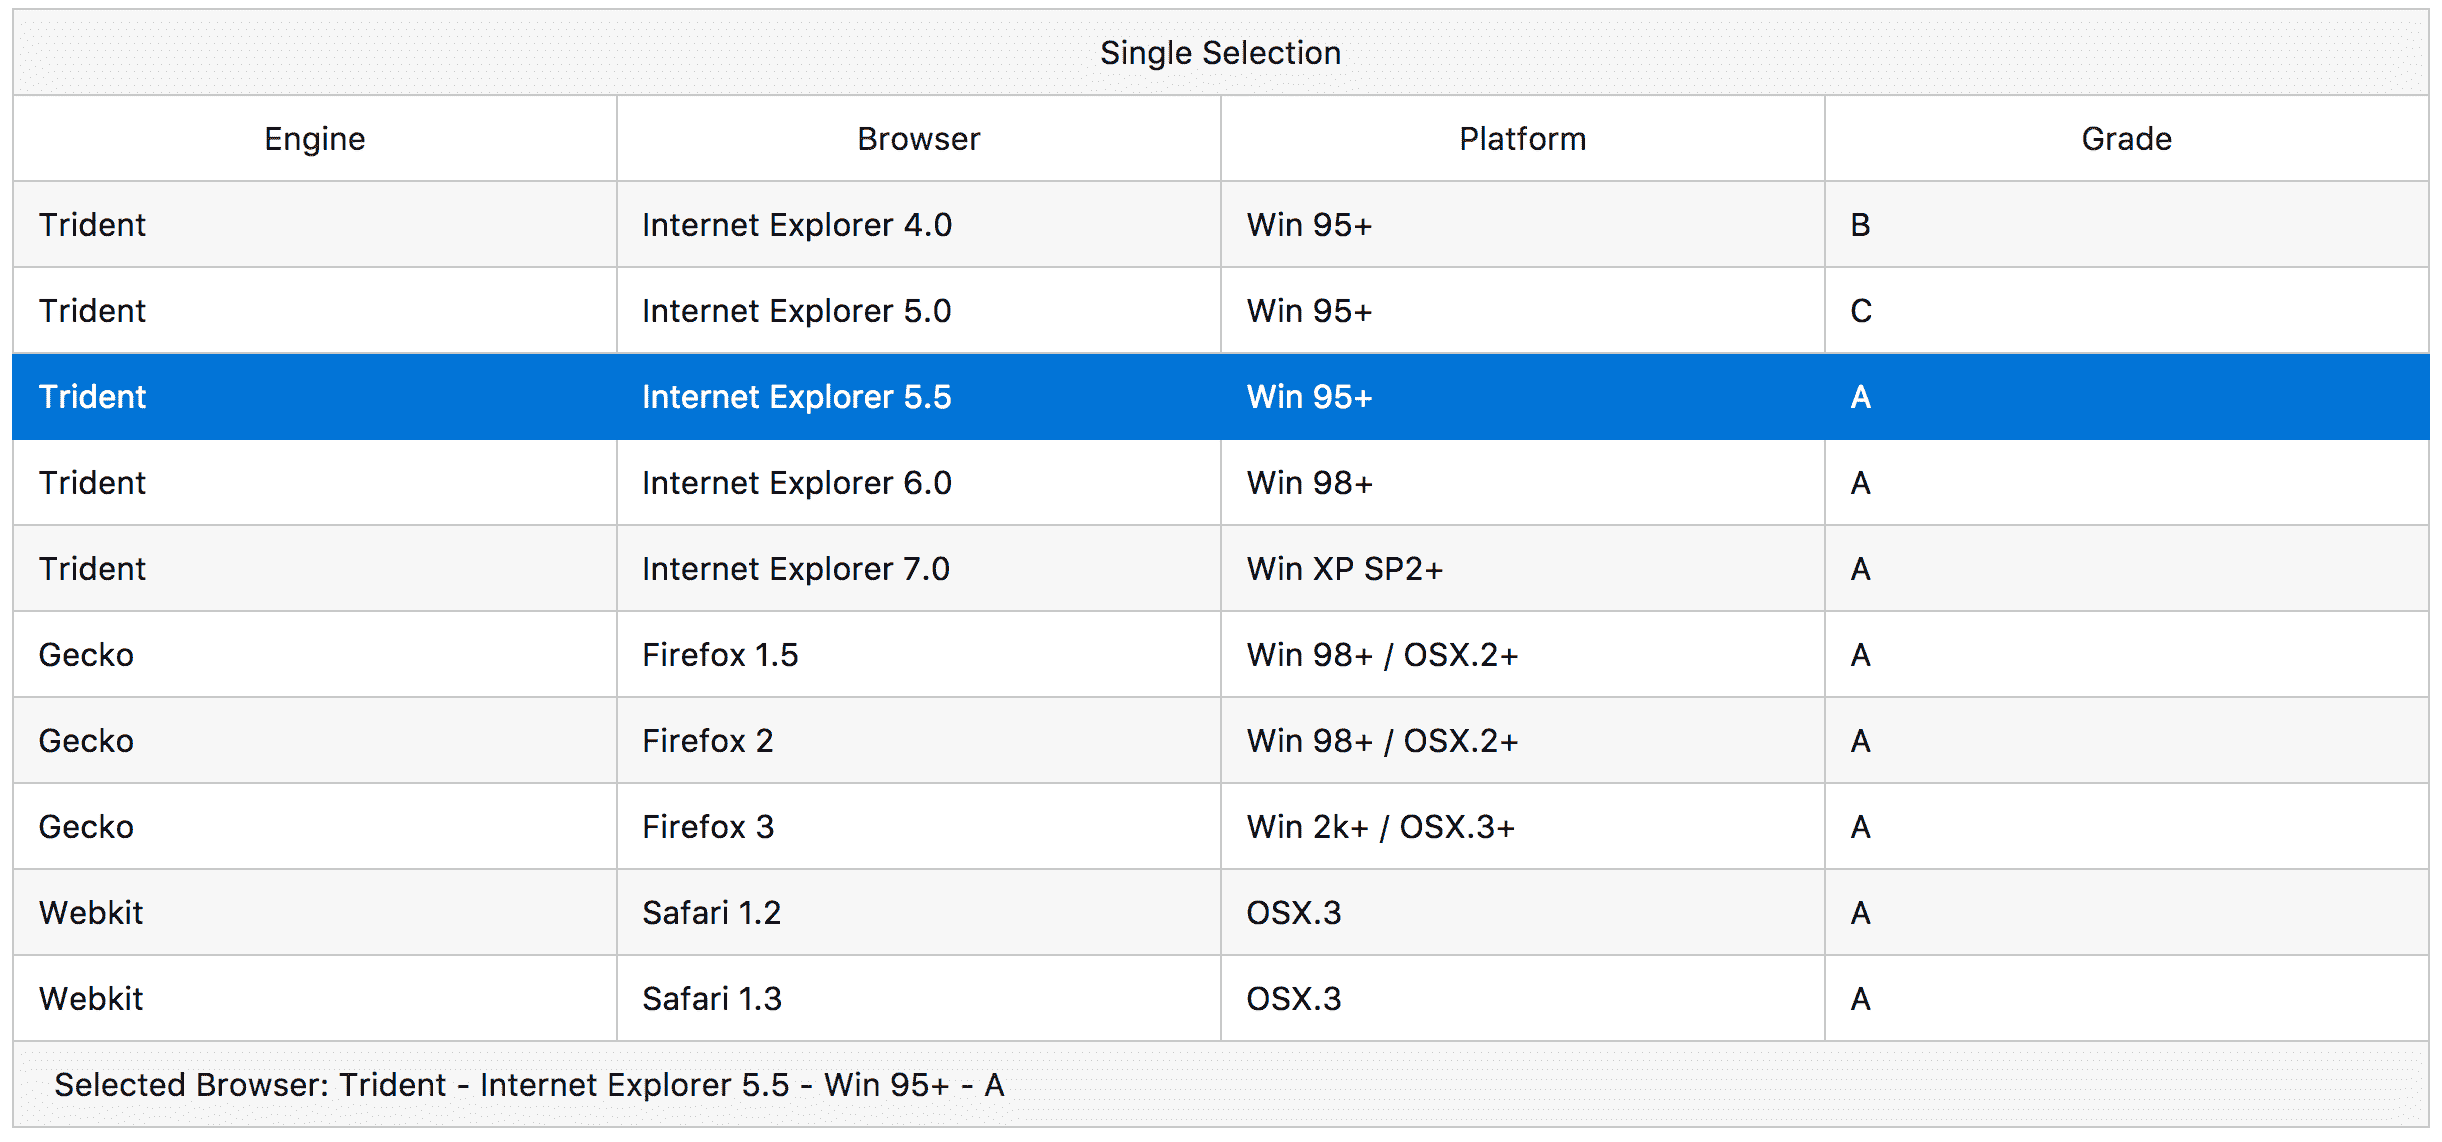 Single Selection
Engine Browser Platform Grade
Trident Internet Explorer 4.0 Win 95+ B
Trident Internet Explorer 5.0 Win 95+ C
Trident Internet Explorer 5.5 Win 95+ A
Trident Internet Explorer 6.0 Win 98+ A
Trident Internet Explorer 7.0 Win XP SP2+ A
Gecko Firefox 1.5 Win 98+ / OSX.2+ A
Gecko Firefox 2 Win 98+ / OSX.2+ A
Gecko Firefox 3 Win 2k+ / OSX.3+ A
Webkit Safari 1.2 OSX.3 A
Webkit Safari 1.3 OSX.3 A
Selected Browser: Trident - Internet Explorer 5.5 - Win 95+ - A